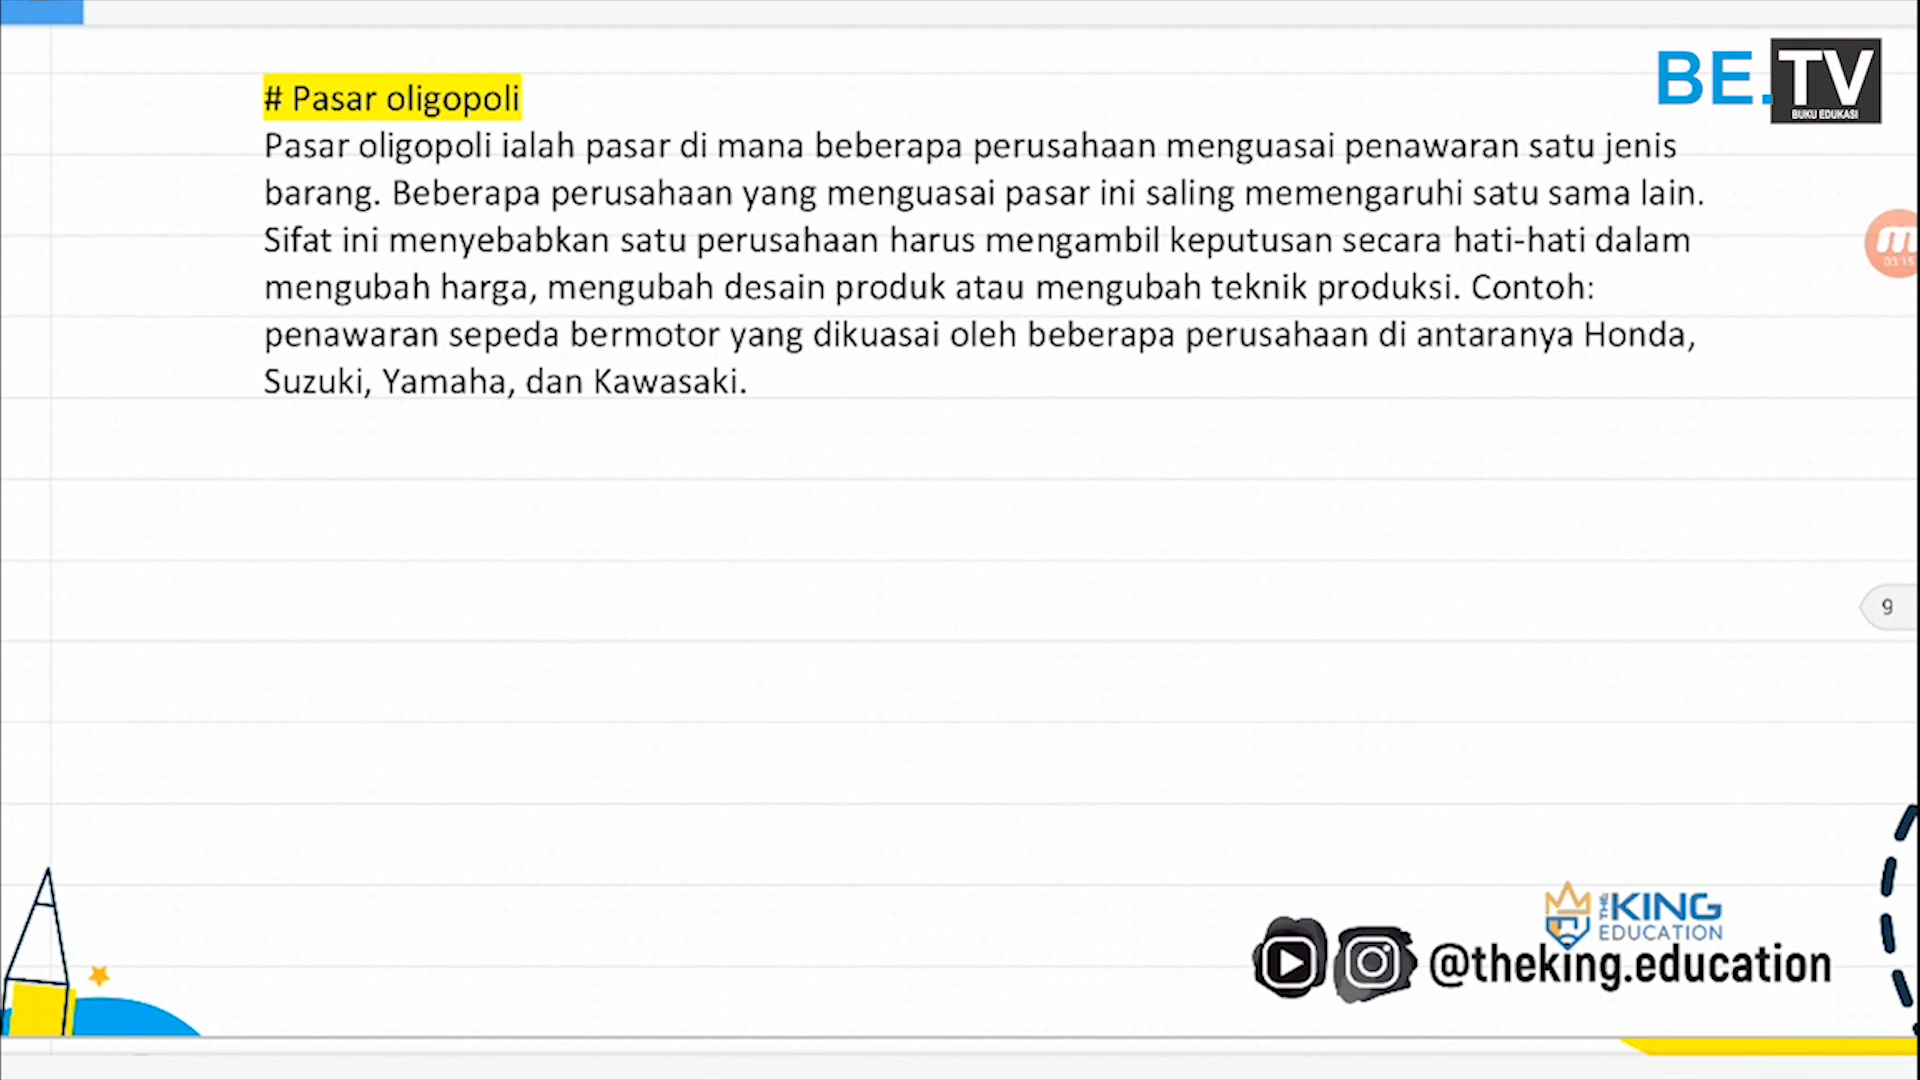 # Pasar oligopoli
Pasar oligopoli ialah pasar di mana beberapa perusahaan menguasai penawaran satu jenis
barang. Beberapa perusahaan yang menguasai pasar ini saling memengaruhi satu sama lain.
Sifat ini menyebabkan satu perusahaan harus mengambil keputusan secara hati-hati dalam
mengubah harga, mengubah desain produk atau mengubah teknik produksi. Contoh:
penawaran sepeda bermotor yang dikuasai oleh beberapa perusahaan di antaranya Honda,
Suzuki, Yamaha, dan Kawasaki.
BE.TV
BUKU EDUKASI
03:15
9
THE KING
EDUCATION
@theking.education